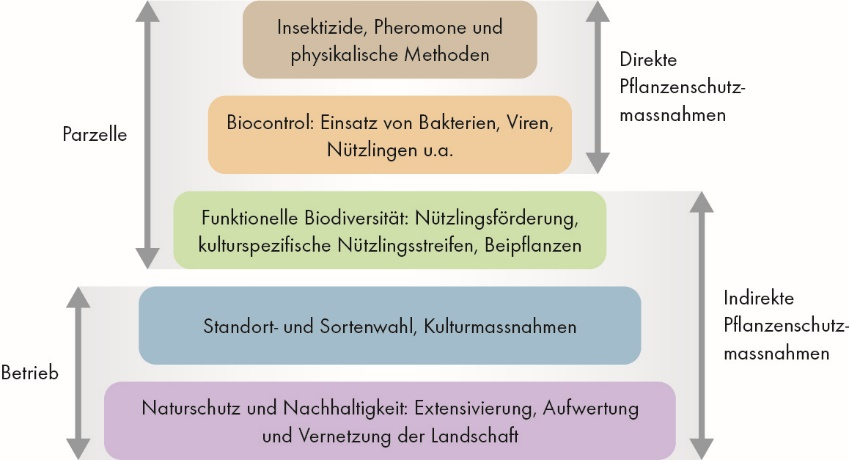 Insektizide, Pheromone und
physikalische Methoden
Direkte
Pflanzenschutz-
massnahmen
Parzelle
Biocontrol: Einsatz von Bakterien, Viren,
Nützlingen u.a.
Funktionelle Biodiversität: Nützlingsförderung,
kulturspezifische Nützlingsstreifen, Beipflanzen
Standort- und Sortenwahl, Kulturmassnahmen
Indirekte
Pflanzenschutz-
massnahmen
Betrieb
Naturschutz und Nachhaltigkeit: Extensivierung, Aufwertung
und Vernetzung der Landschaft